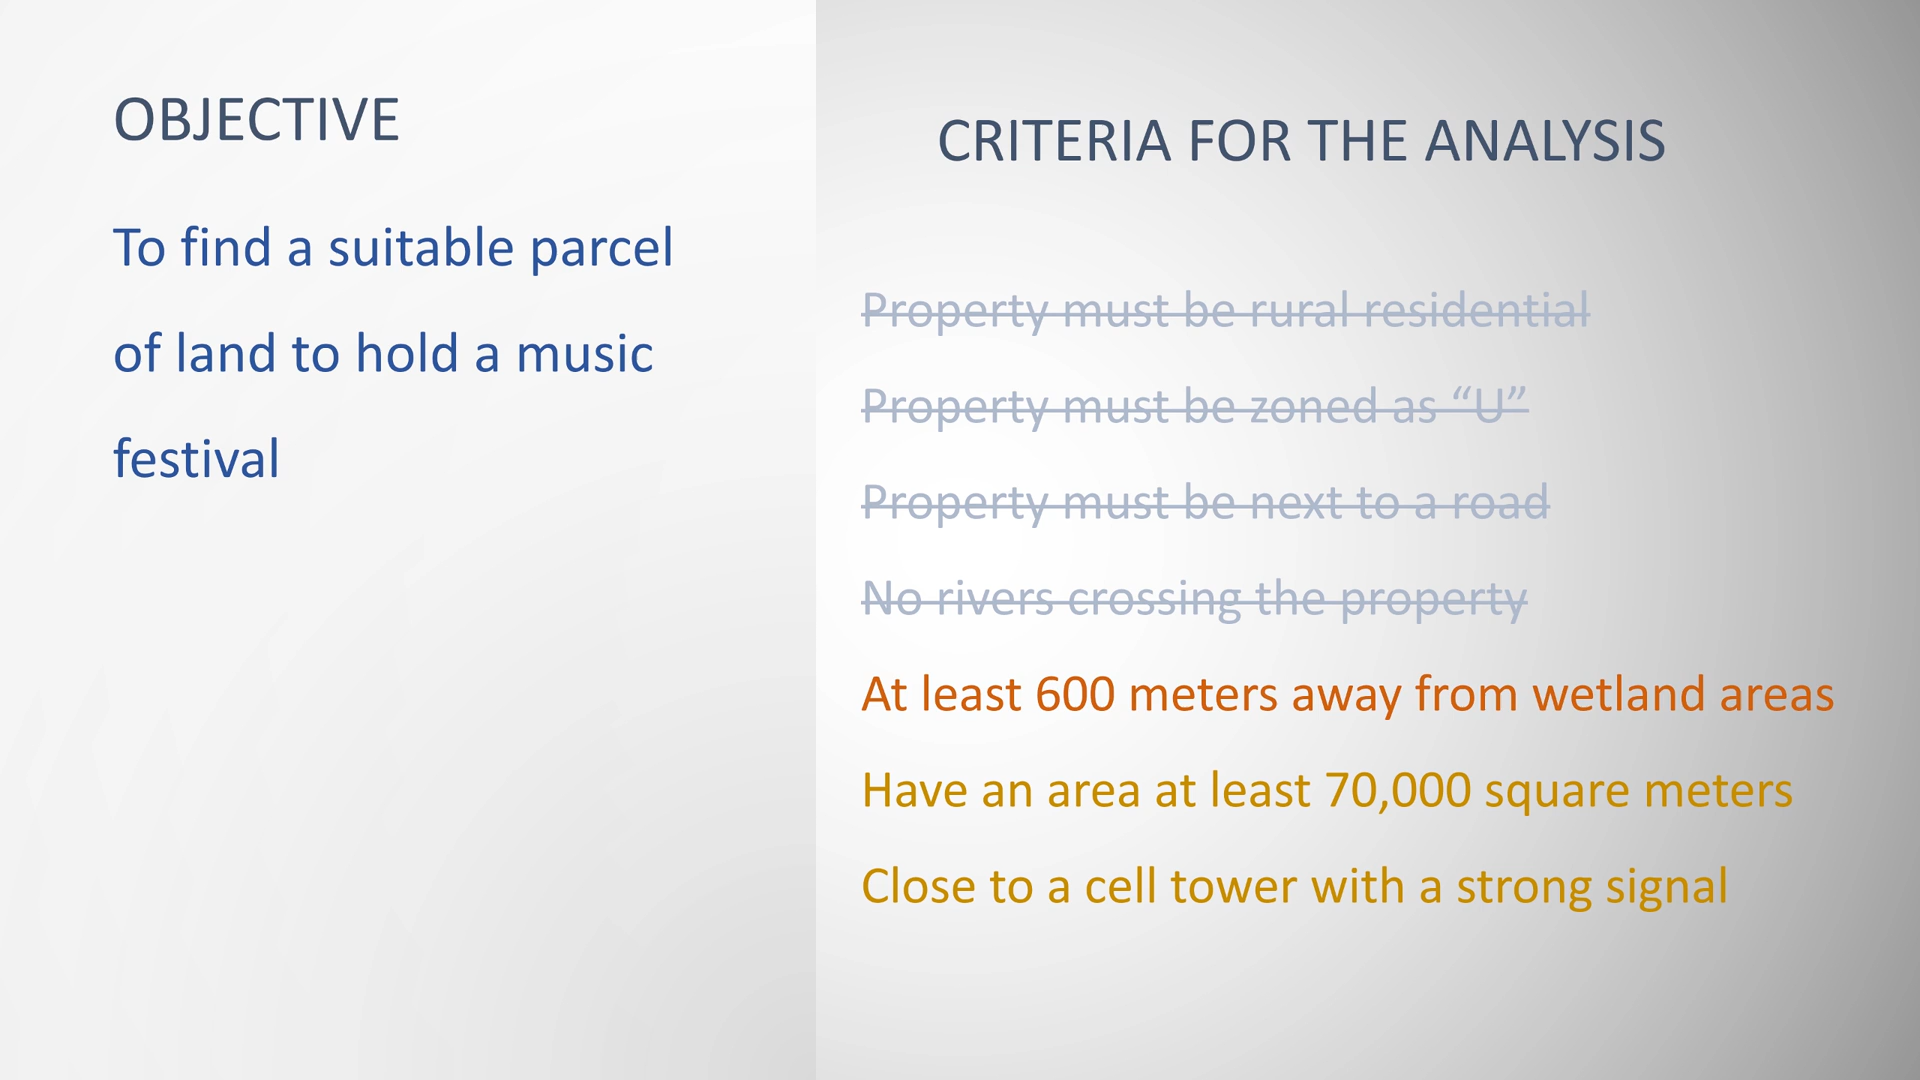 OBJECTIVE
To find a suitable parcel
of land to hold a music
festival
CRITERIA FOR THE ANALYSIS
Property must be rural residential
Property must be zoned as “U”
Property must be next to a road
No rivers crossing the property
At least 600 meters away from wetland areas
Have an area at least 70,000 square meters
Close to a cell tower with a strong signal